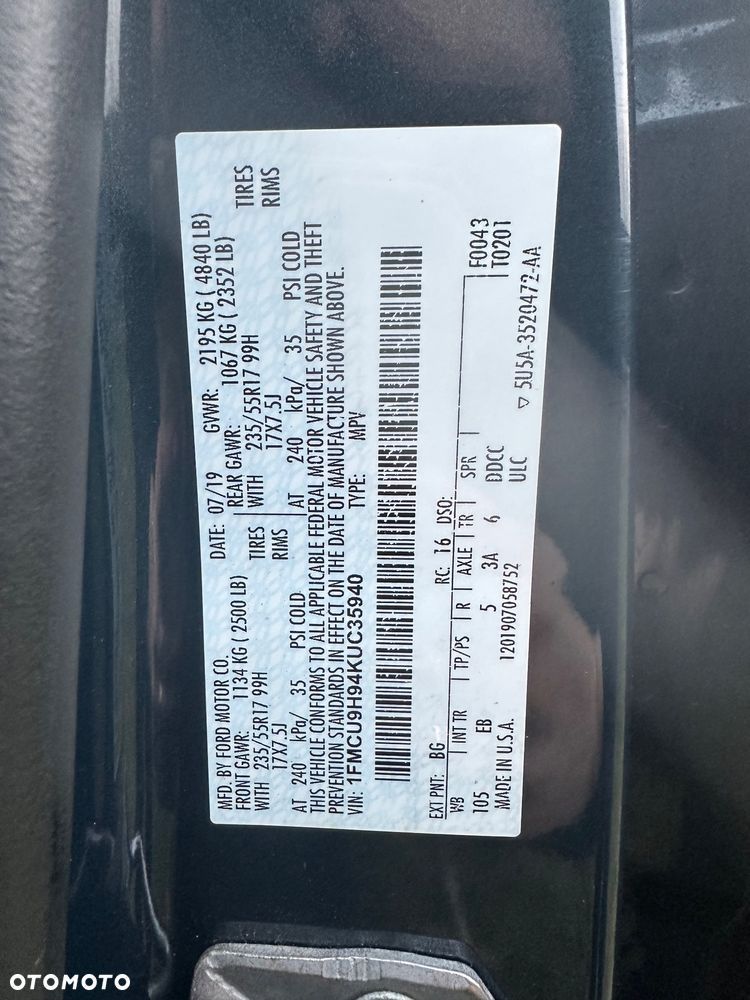 MFD. BY FORD MOTOR CO.
DATE: 07/19 GVWR: 2195 KG ( 4840 LB)
FRONT GAWR: 1134 KG ( 2500 LB) REAR GAWR: 1067 KG ( 2352 LB)
WITH 235/55R17 99H TIRES WITH 235/55R17 99H TIRES
17X7.5J RIMS 17X7.5J RIMS
AT 240 kPa/ 35 PSI COLD AT 240 kPa/ 35 PSI COLD
THIS VEHICLE CONFORMS TO ALL APPLICABLE FEDERAL MOTOR VEHICLE SAFETY AND THEFT
PREVENTION STANDARDS IN EFFECT ON THE DATE OF MANUFACTURE SHOWN ABOVE.
VIN: 1FMCU9H94KUC35940 TYPE: MPV
EXT PNT: BG RC: 16 DSO: F0043
WB INT TR TP/PS R AXLE TR SPR T0201
105 EB 5 3A 6 DDCC
ULC
MADE IN U.S.A. 1201907058752 ▽ 5U5A-3520472-AA
OTOMOTO